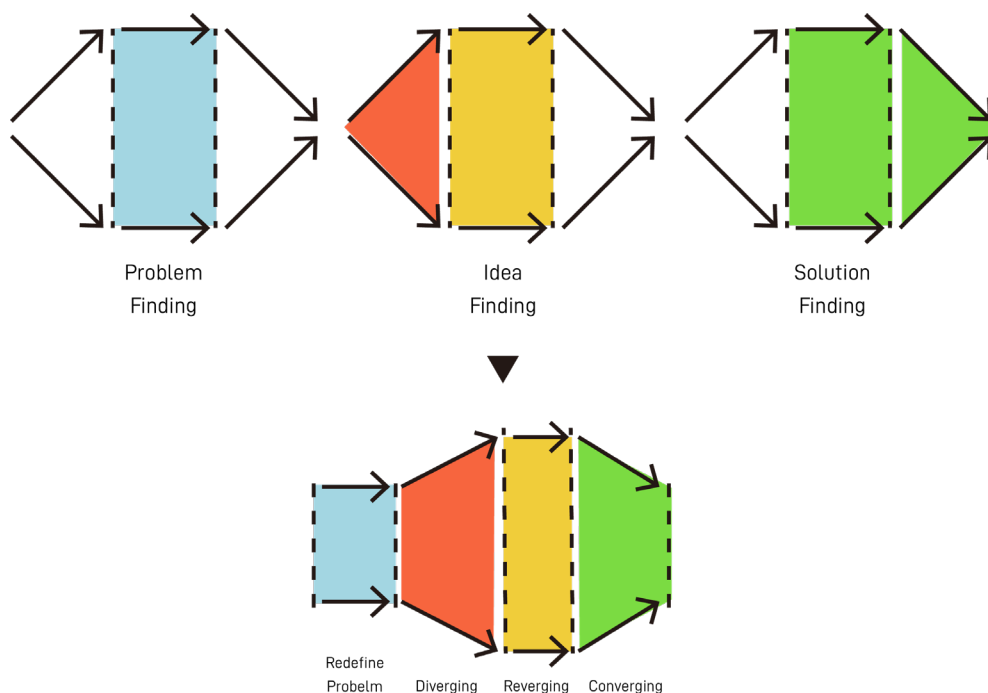 Problem
Finding
Idea
Finding
Solution
Finding
Redefine
Probelm
Diverging
Reverging
Converging